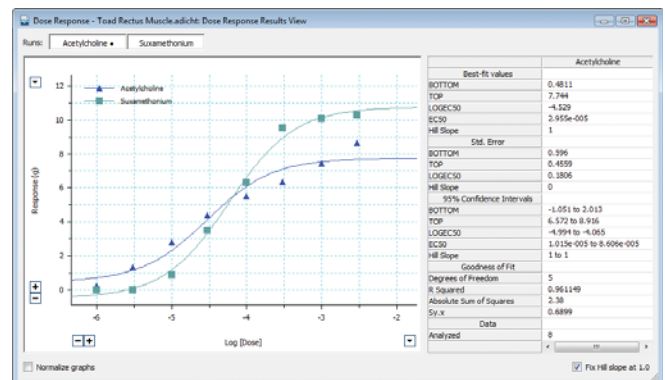 Dose Response - Toad Rectus Muscle.adicht: Dose Response Results View
Runs: Acetylcholine • Suxamethonium
Acetylcholine
Suxamethonium
12
10
8
6
4
2
0
Response (g)
-6 -5 -4 -3 -2
Log [Dose]
Acetylcholine
Best-fit values
BOTTOM 0.4811
TOP 7.744
LOGEC50 -4.529
EC50 2.955e-005
Hill Slope 1
Std. Error
BOTTOM 0.596
TOP 0.4559
LOGEC50 0.1806
Hill Slope 0
95% Confidence Intervals
BOTTOM -1.051 to 2.013
TOP 6.572 to 8.916
LOGEC50 -4.994 to -4.065
EC50 1.015e-005 to 8.606e-005
Hill Slope 1 to 1
Goodness of Fit
Degrees of Freedom 5
R Squared 0.961149
Absolute Sum of Squares 2.38
Sy.x 0.6899
Data
Analyzed 8
Normalize graphs
Fix Hill slope at 1.0